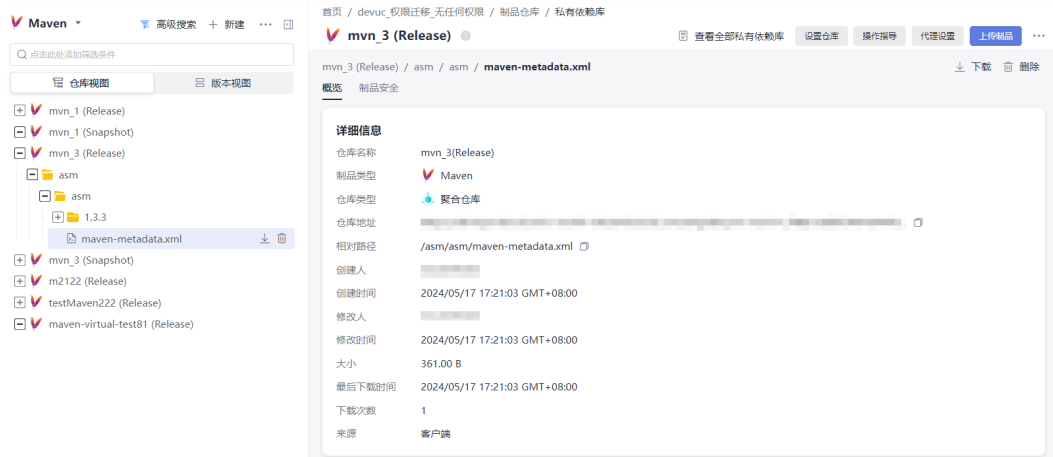 Maven
高级搜索
新建
点击此处添加筛选条件
仓库视图
版本视图
mvn_1 (Release)
mvn_1 (Snapshot)
mvn_3 (Release)
asm
asm
1.3.3
maven-metadata.xml
mvn_3 (Snapshot)
m2122 (Release)
testMaven222 (Release)
maven-virtual-test81 (Release)
首页 / devuc_权限迁移_无任何权限 / 制品仓库 / 私有依赖库
mvn_3 (Release)
查看全部私有依赖库
设置仓库
操作指导
代理设置
上传制品
mvn_3 (Release) / asm / asm / maven-metadata.xml
下载
删除
概览
制品安全
详细信息
仓库名称 mvn_3(Release)
制品类型 Maven
仓库类型 聚合仓库
仓库地址
相对路径 /asm/asm/maven-metadata.xml
创建人
创建时间 2024/05/17 17:21:03 GMT+08:00
修改人
修改时间 2024/05/17 17:21:03 GMT+08:00
大小 361.00 B
最后下载时间 2024/05/17 17:21:03 GMT+08:00
下载次数 1
来源 客户端